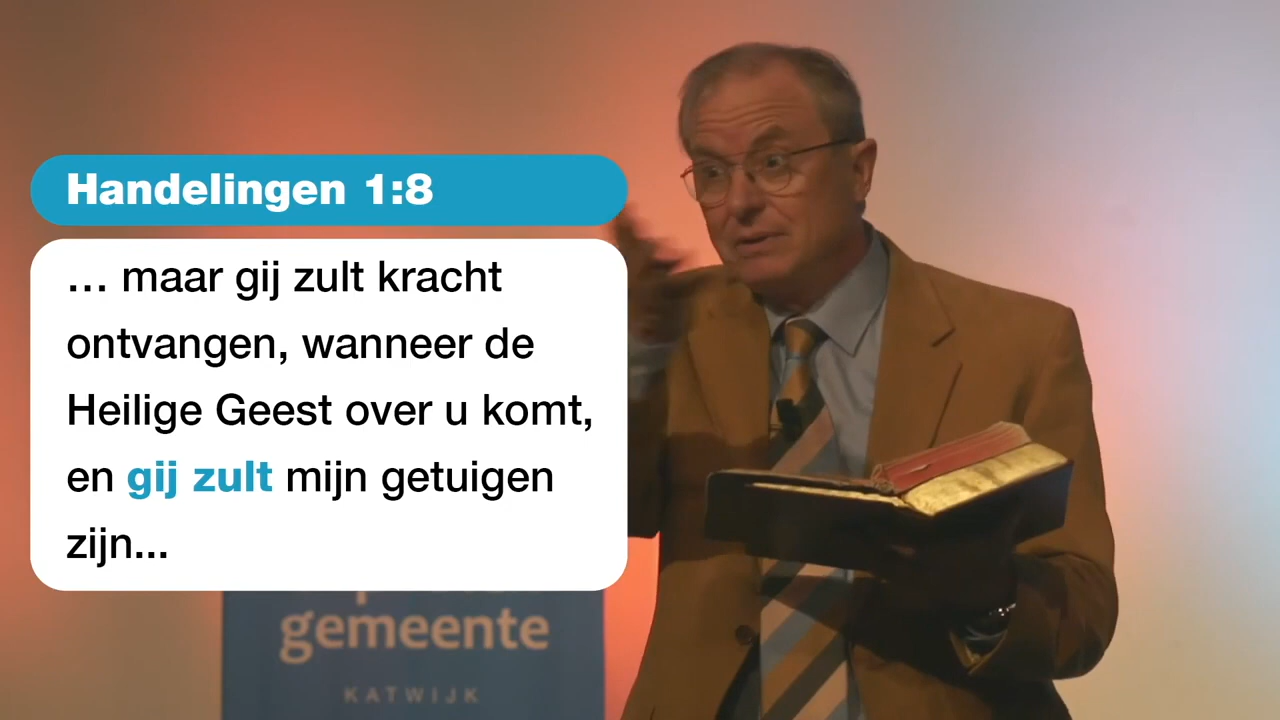 Handelingen 1:8
... maar gij zult kracht
ontvangen, wanneer de
Heilige Geest over u komt,
en gij zult mijn getuigen
zijn...
gemeente
KATWIJK